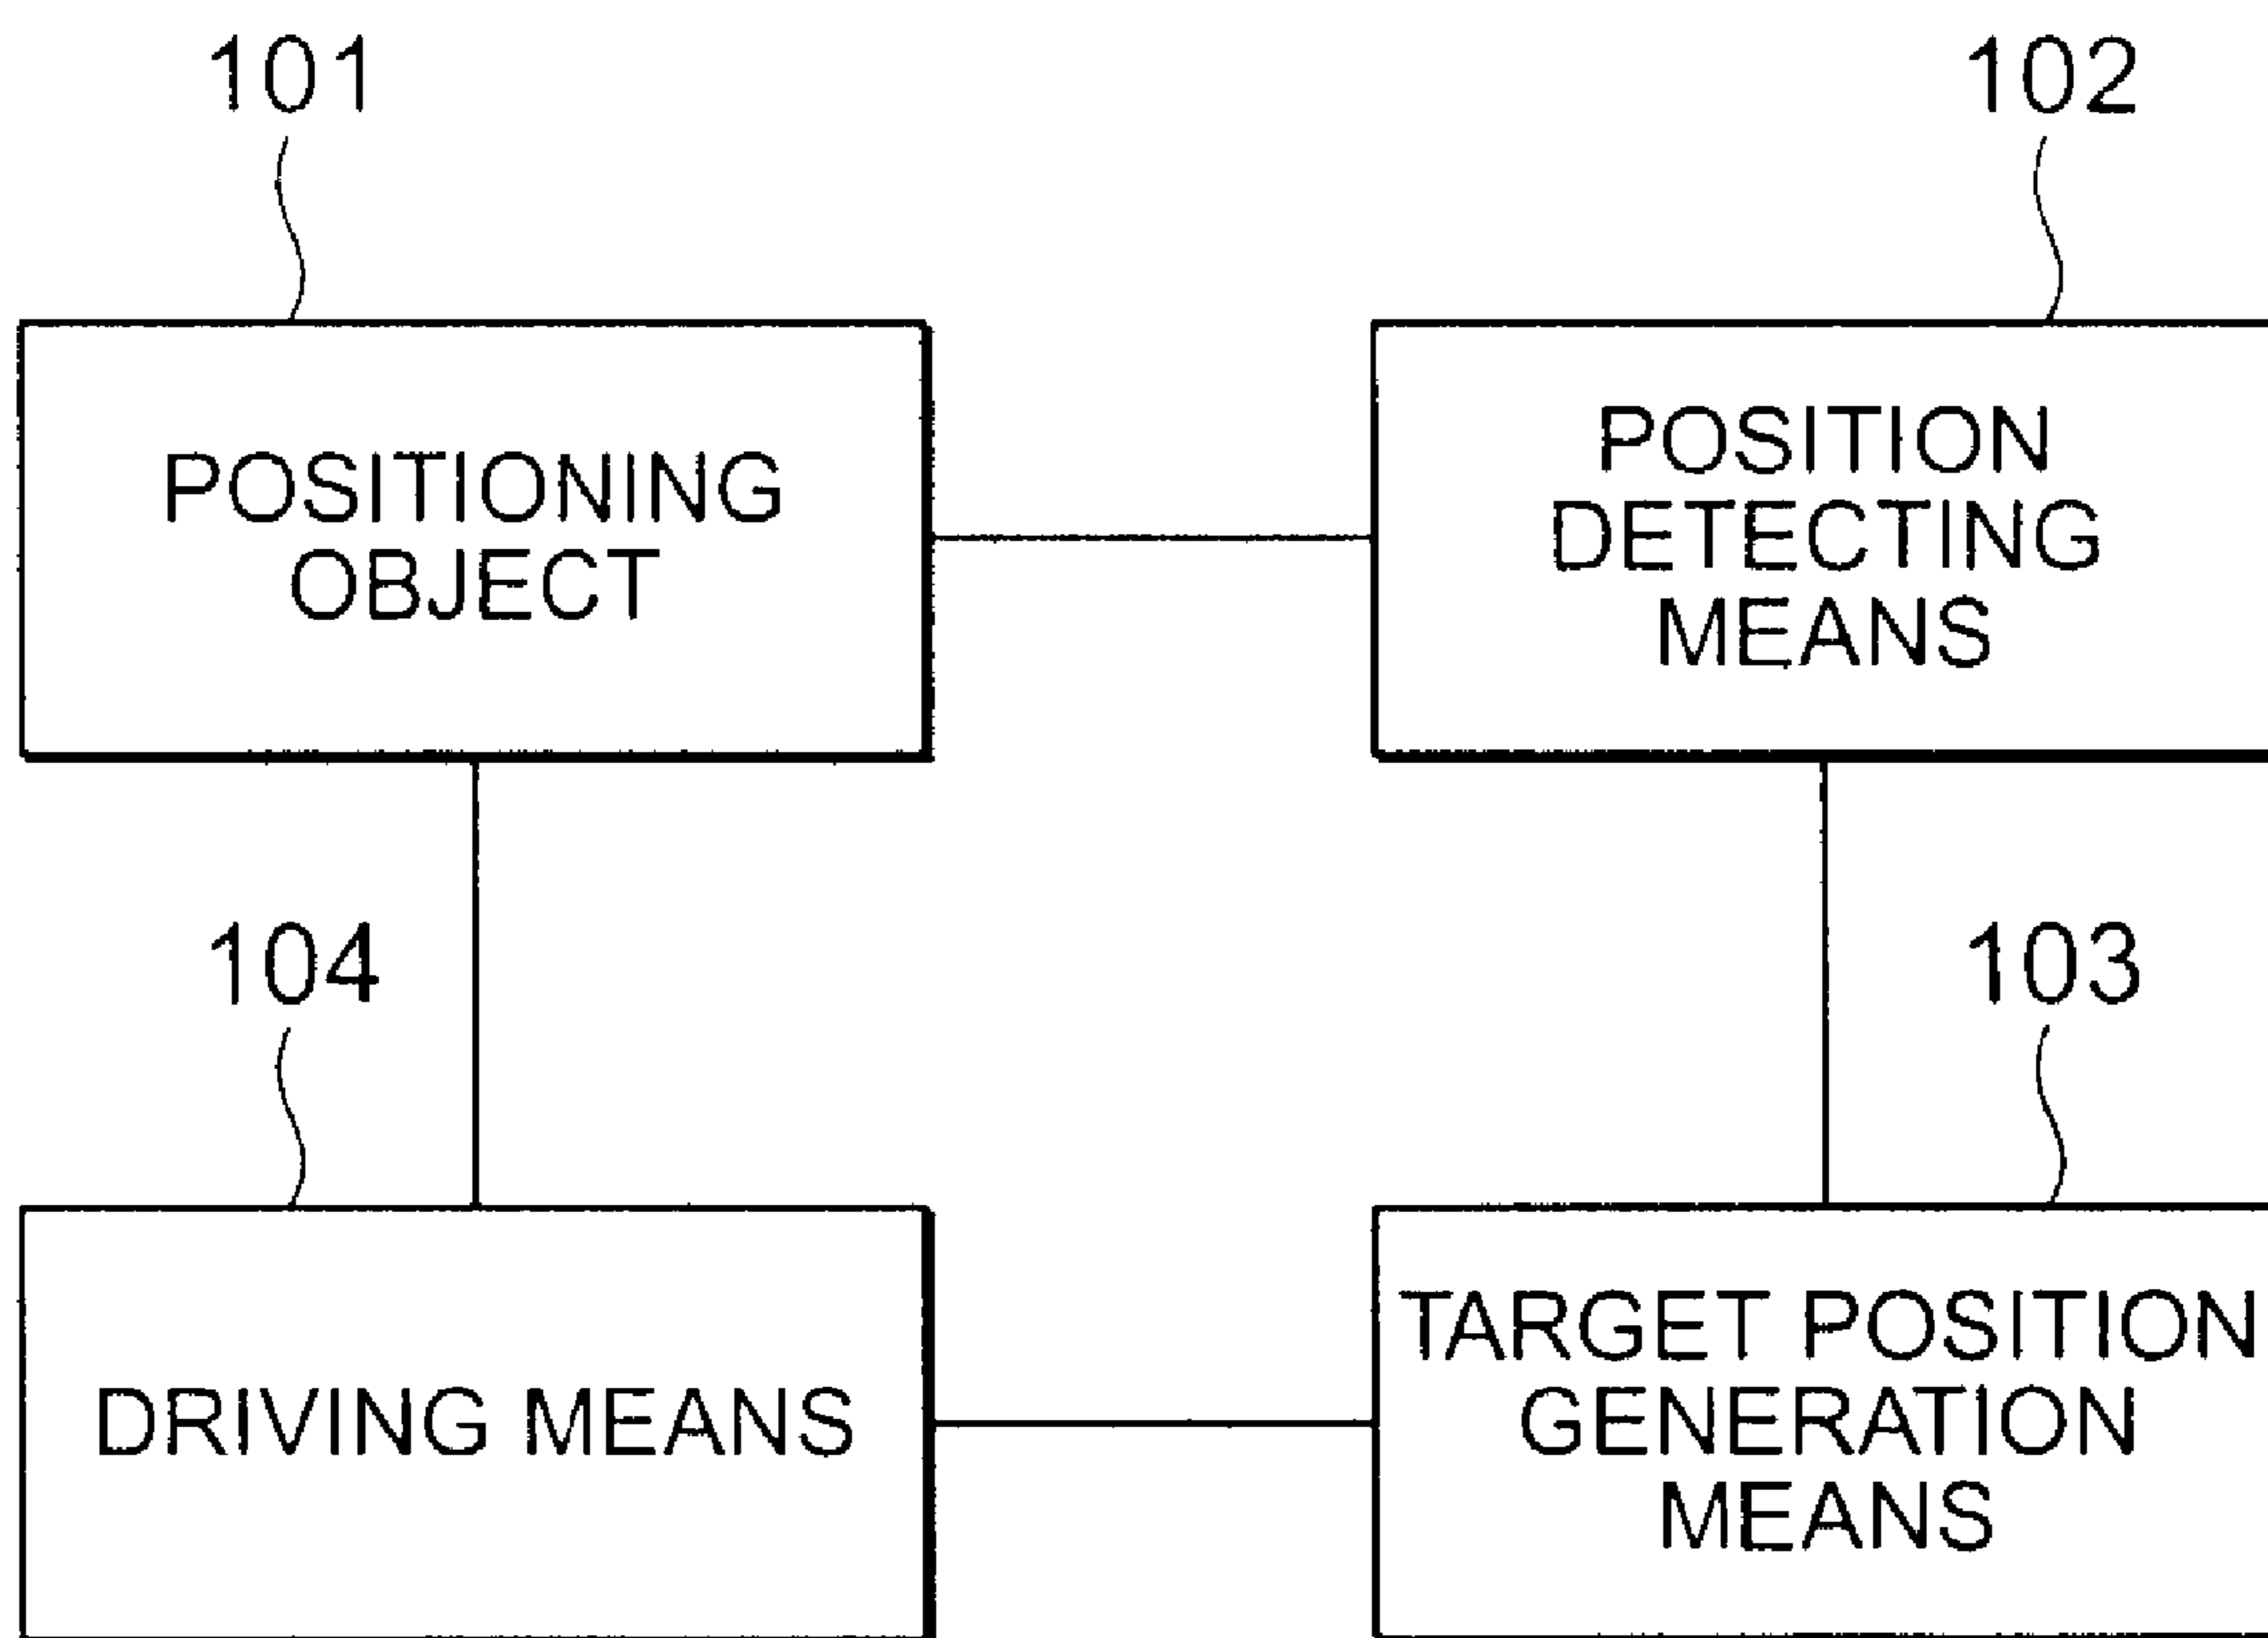 101
102
POSITIONING
OBJECT
POSITION
DETECTING
MEANS
104
103
DRIVING MEANS
TARGET POSITION
GENERATION
MEANS